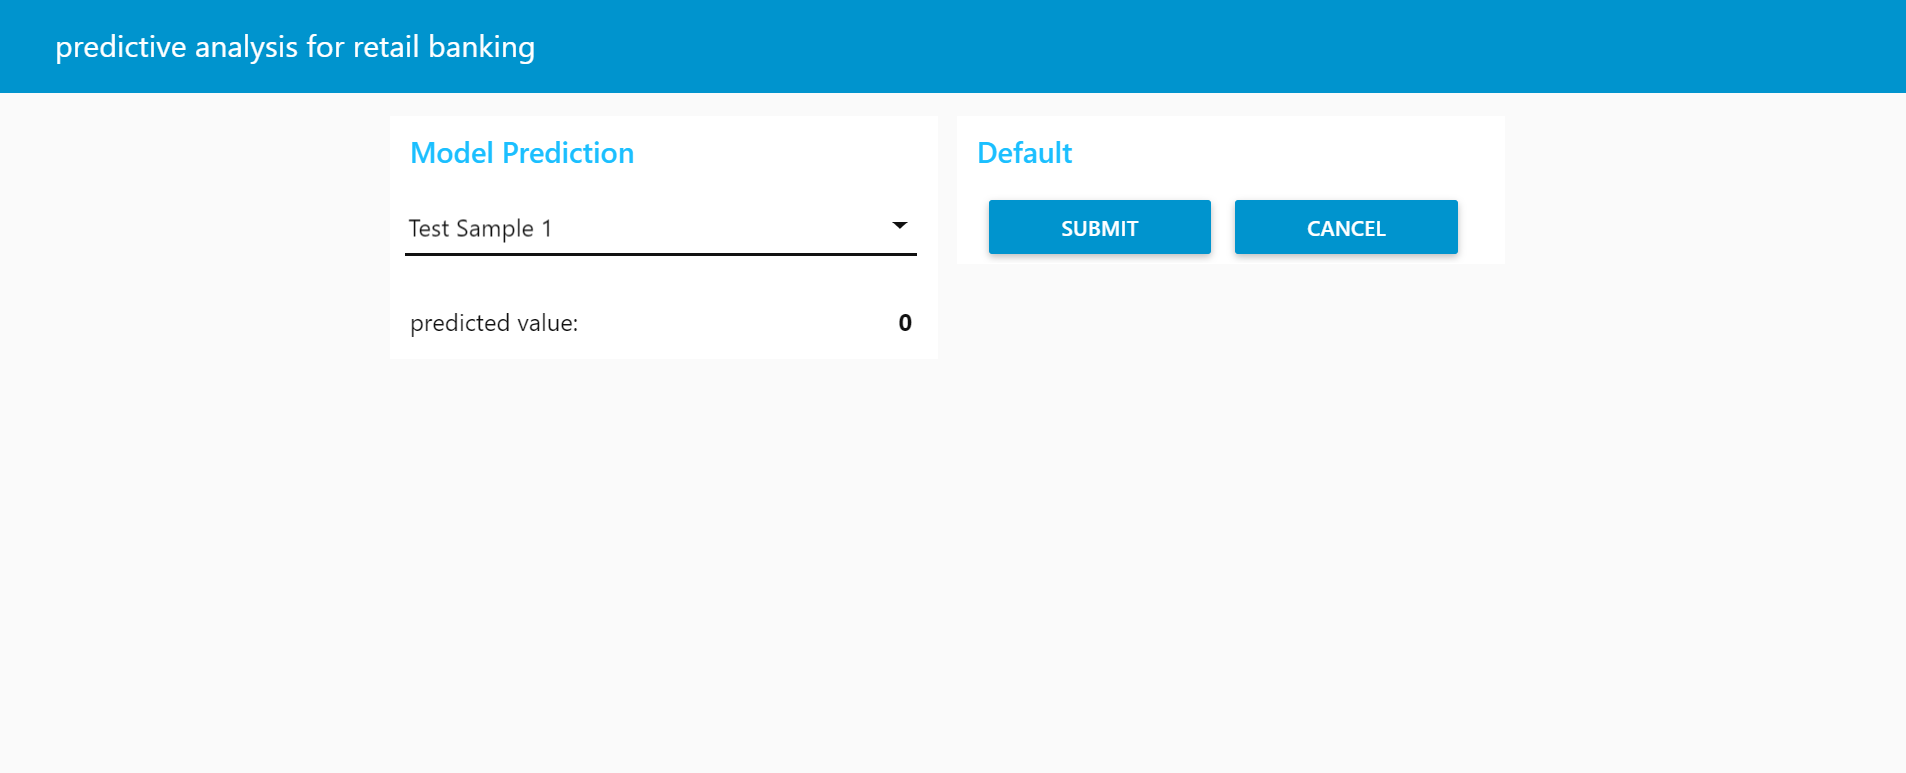 predictive analysis for retail banking
Model Prediction
Test Sample 1
predicted value: 0
Default
SUBMIT CANCEL